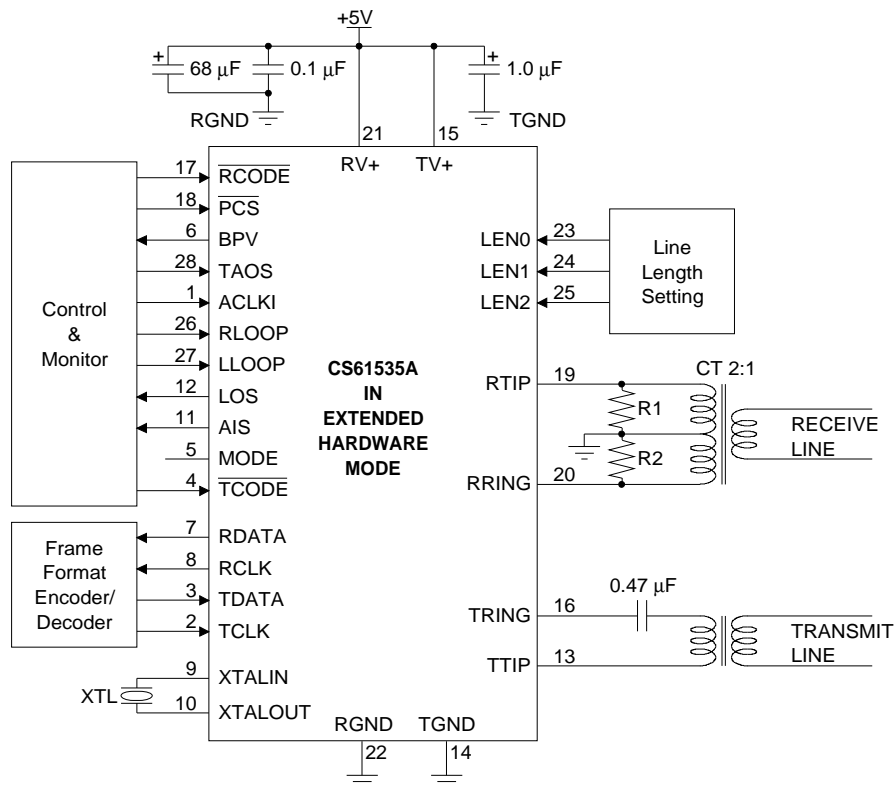 +5V
+
68 μF
0.1 μF
+
1.0 μF
RGND
TGND
21
15
RV+
TV+
Control
&
Monitor
17
RCODE
18
PCS
6
BPV
28
TAOS
1
ACLKI
26
RLOOP
27
LLOOP
12
LOS
11
AIS
5
MODE
4
TCODE
Frame
Format
Encoder/
Decoder
7
RDATA
8
RCLK
3
TDATA
2
TCLK
XTL
9
XTALIN
10
XTALOUT
CS61535A
IN
EXTENDED
HARDWARE
MODE
LEN0
23
LEN1
24
LEN2
25
Line
Length
Setting
RTIP
19
R1
R2
RRING
20
CT 2:1
RECEIVE
LINE
TRING
16
0.47 μF
TTIP
13
TRANSMIT
LINE
RGND
TGND
22
14